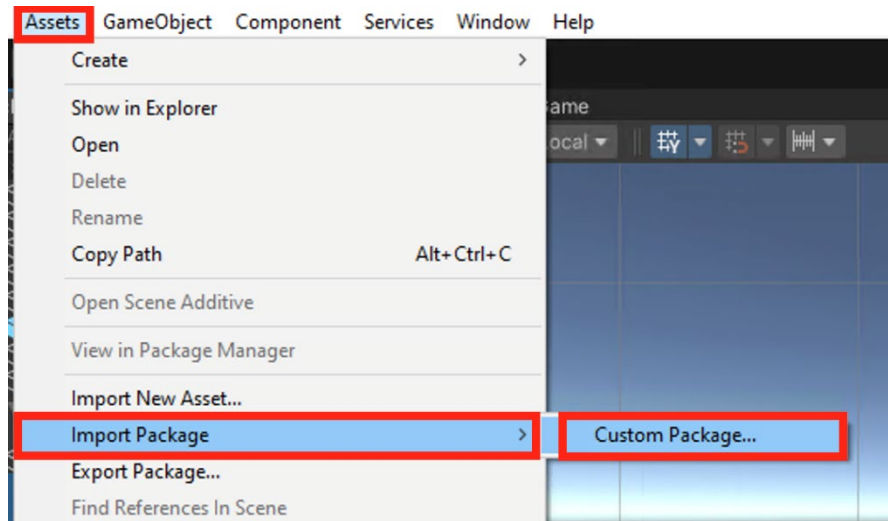 Assets GameObject Component Services Window Help
Create >
Show in Explorer
ame
Open
ocal
Delete
Rename
Copy Path Alt+Ctrl+C
Open Scene Additive
View in Package Manager
Import New Asset...
Import Package >
Custom Package...
Export Package...
Find References In Scene